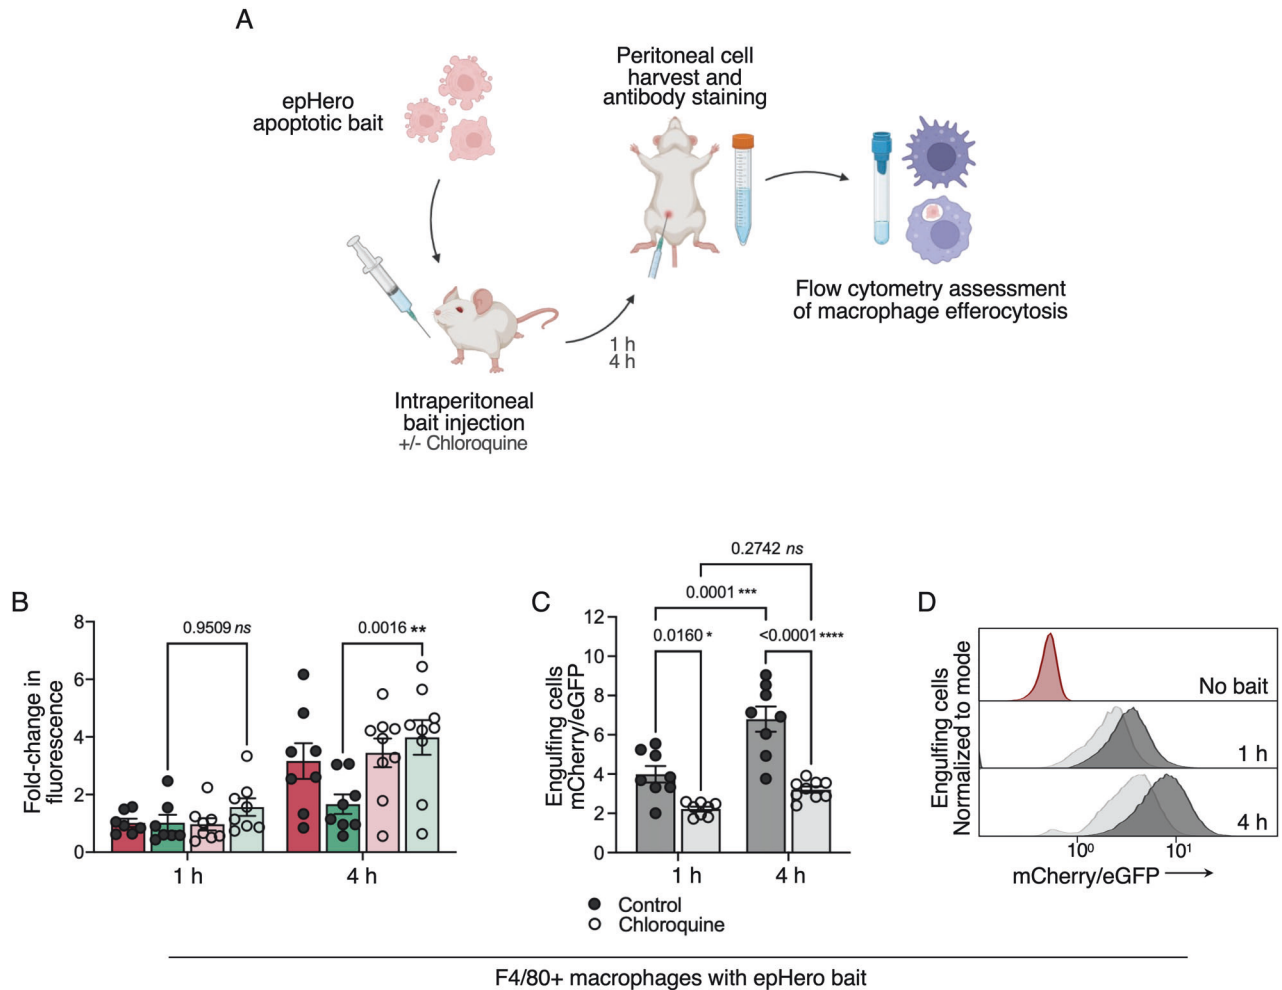 A
epHero
apoptotic bait
Peritoneal cell
harvest and
antibody staining
Flow cytometry assessment
of macrophage efferocytosis
1 h
4 h
Intraperitoneal
bait injection
+/- Chloroquine
B
Fold-change in
fluorescence
8
6
4
2
0
0.9509 ns
0.0016 **
1 h
4 h
C
Engulfing cells
mCherry/eGFP
12
10
8
6
4
2
0
0.2742 ns
0.0001 ***
0.0160 *
<0.0001 ****
1 h
4 h
Control
Chloroquine
D
Engulfing cells
Normalized to mode
No bait
1 h
4 h
10⁰
10¹
mCherry/eGFP
F4/80+ macrophages with epHero bait